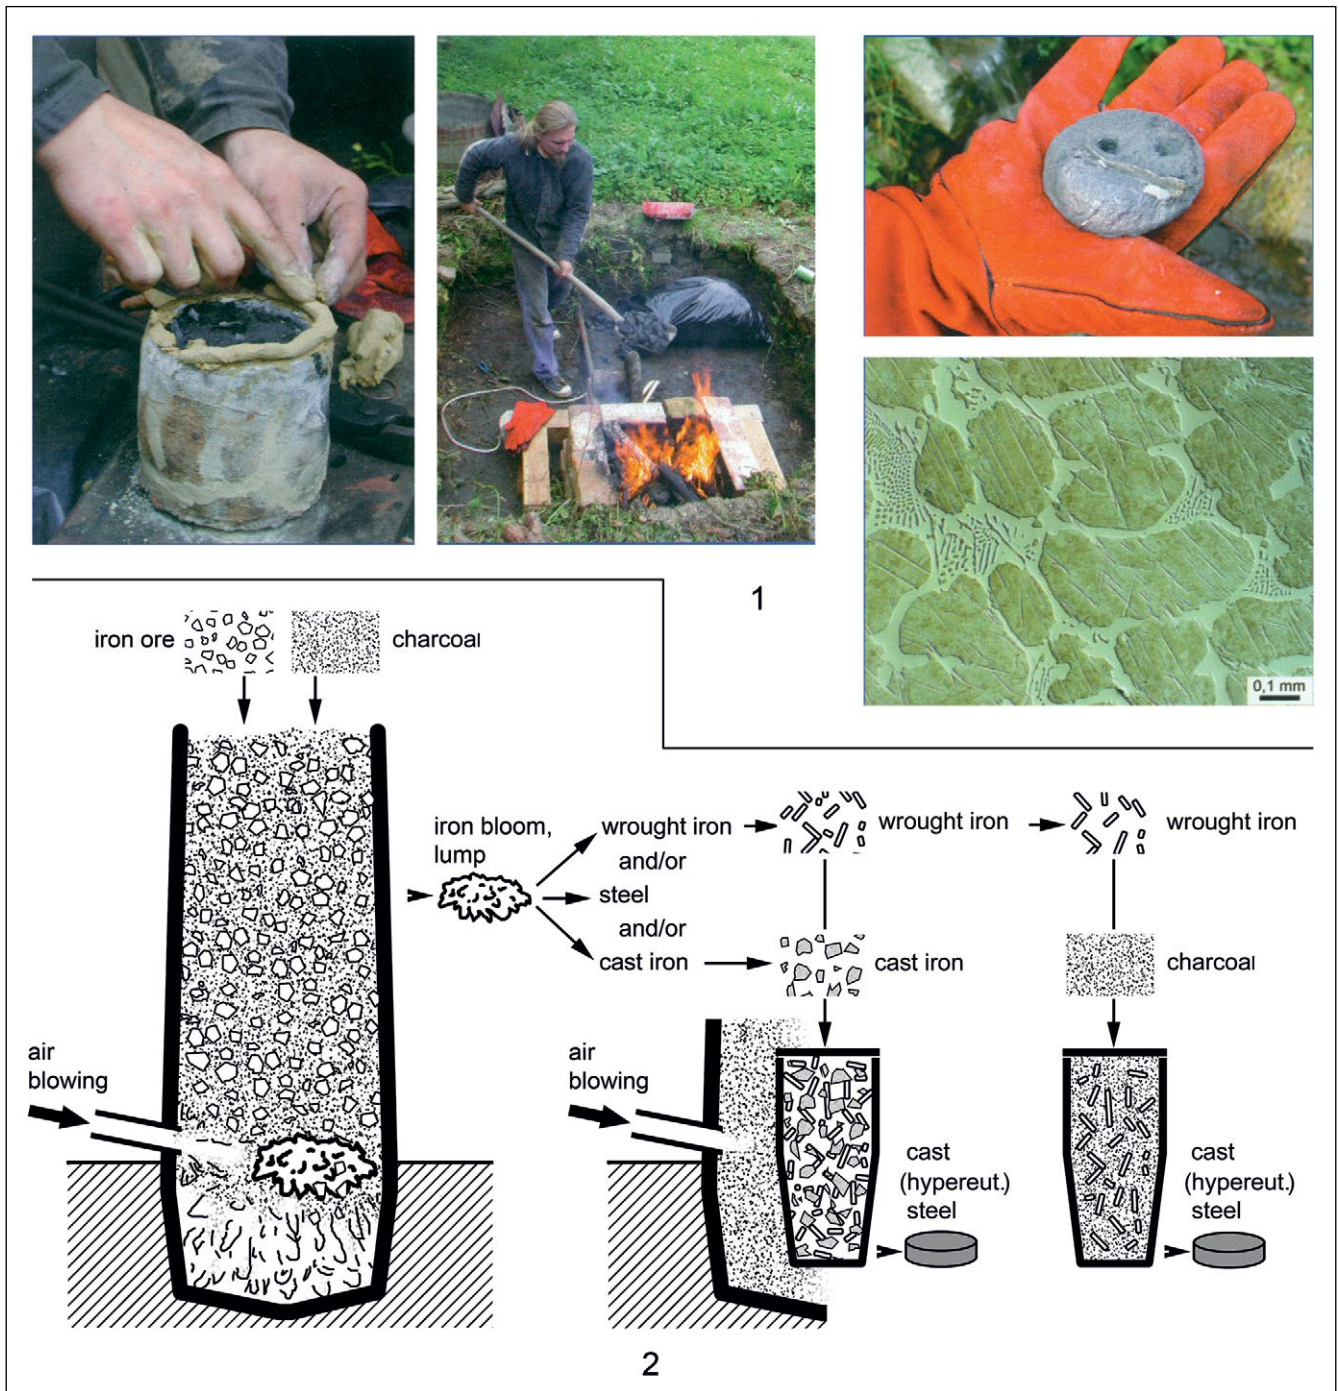 0,1 mm
1
iron ore
charcoal
iron bloom,
lump
wrought iron
and/or
steel
and/or
cast iron
wrought iron
cast iron
wrought iron
charcoal
air
blowing
air
blowing
cast
(hypereut.)
steel
cast
(hypereut.)
steel
2